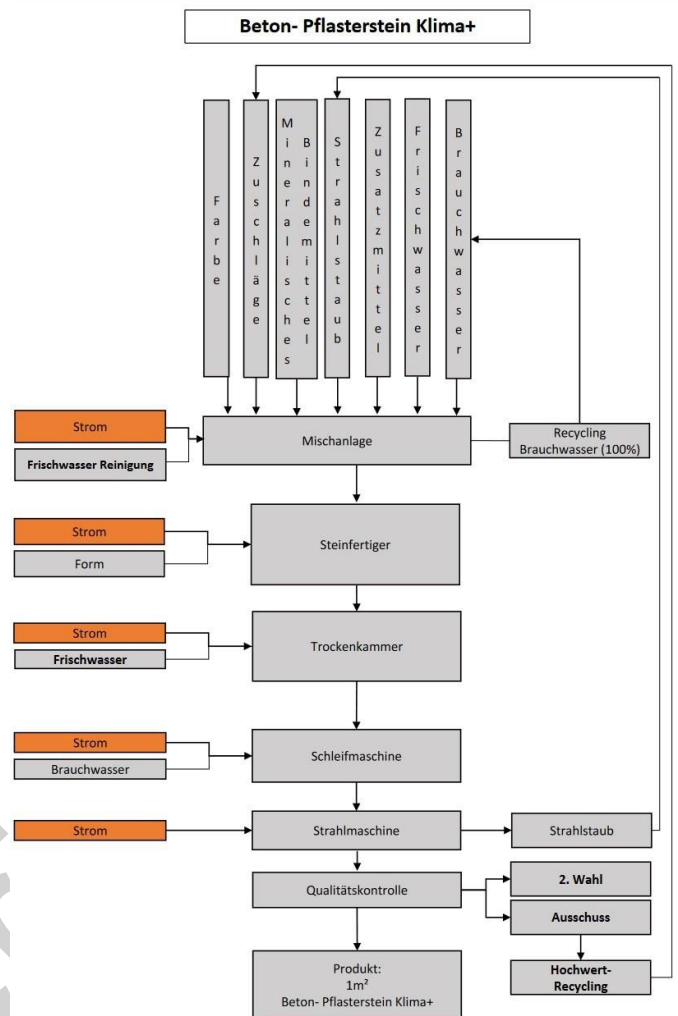 Beton- Pflasterstein Klima+
Farbe
Zuschläge
Mineralisches
Bindemittel
Strahlstaub
Zusatzmittel
Frischwasser
Brauchwasser
Strom
Frischwasser Reinigung
Mischanlage
Recycling
Brauchwasser (100%)
Strom
Form
Steinfertiger
Strom
Frischwasser
Trockenkammer
Strom
Brauchwasser
Schleifmaschine
Strom
Strahlmaschine
Strahlstaub
Qualitätskontrolle
2. Wahl
Ausschuss
Produkt:
1m²
Beton- Pflasterstein Klima+
Hochwert-
Recycling